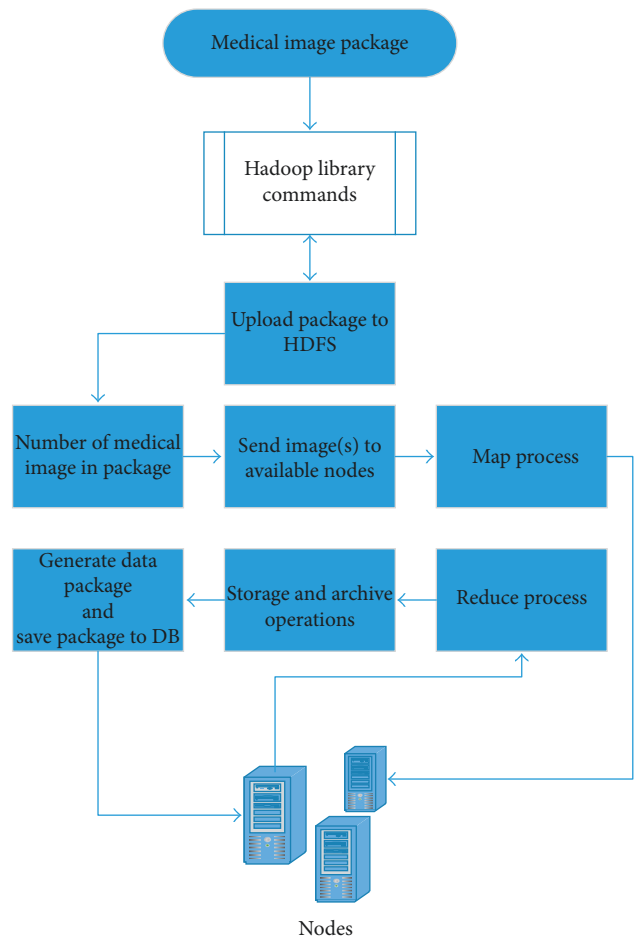 Medical image package
Hadoop library
commands
Upload package to
HDFS
Number of medical
image in package
Send image(s) to
available nodes
Map process
Generate data
package
and
save package to DB
Storage and archive
operations
Reduce process
Nodes